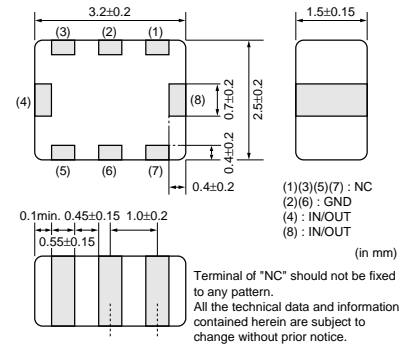 3.2±0.2
1.5±0.15
(3)
(2)
(1)
(4)
(8)
0.7±0.2
2.5±0.2
0.4±0.2
(5)
(6)
(7)
0.4±0.2
(1)(3)(5)(7) : NC
(2)(6) : GND
(4) : IN/OUT
(8) : IN/OUT
0.1min. 0.45±0.15 1.0±0.2
0.55±0.15
(in mm)
Terminal of "NC" should not be fixed
to any pattern.
All the technical data and information
contained herein are subject to
change without prior notice.